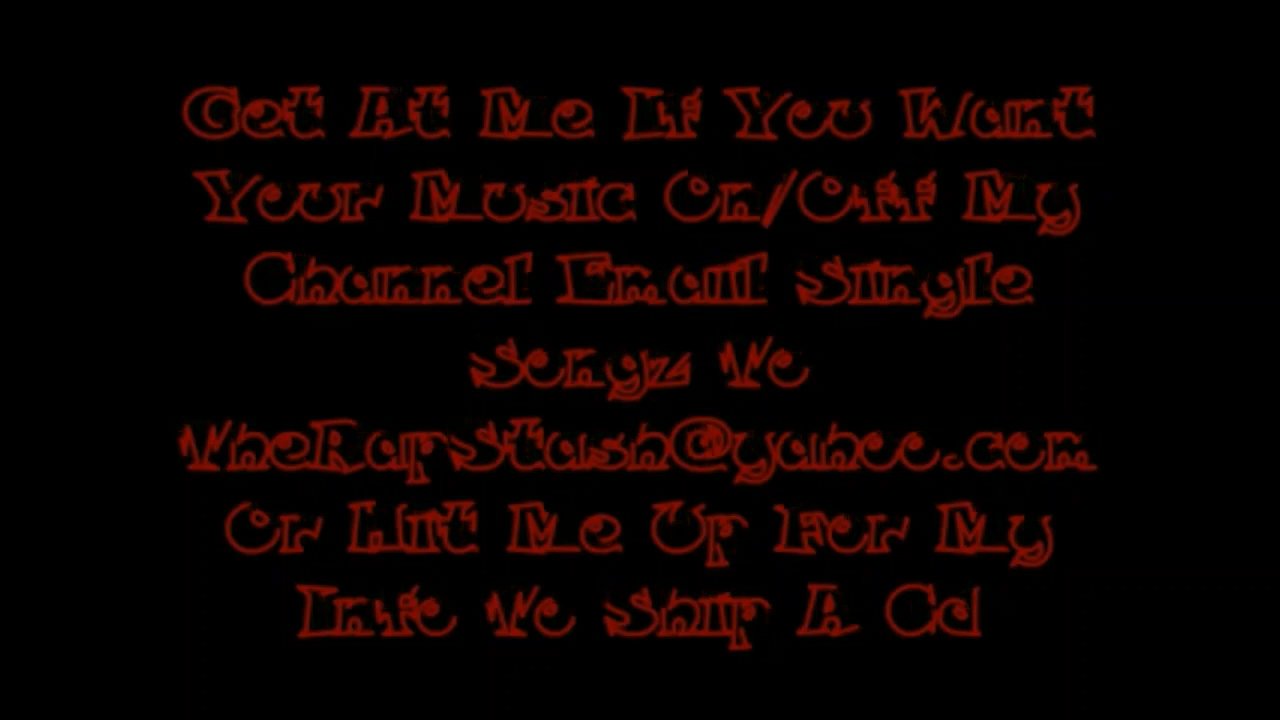 Get At Me If You Want
Your Music On/Off My
Channel Email Single
Songz To
TheRapStash@yahoo.com
Or Hit Me Up For My
Info To Ship A Cd